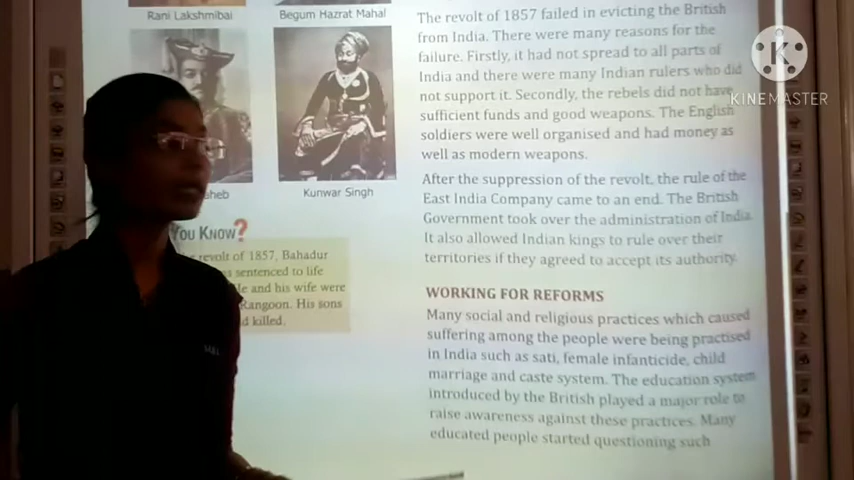 Rani Lakshmibai
Begum Hazrat Mahal
aheb
Kunwar Singh
YOU KNOW?
revolt of 1857, Bahadur
s sentenced to life
and his wife were
Rangoon. His sons
d killed.
The revolt of 1857 failed in evicting the British
from India. There were many reasons for the
failure. Firstly, it had not spread to all parts of
India and there were many Indian rulers who did
not support it. Secondly, the rebels did not have
sufficient funds and good weapons. The English
soldiers were well organised and had money as
well as modern weapons.
After the suppression of the revolt, the rule of the
East India Company came to an end. The British
Government took over the administration of India.
It also allowed Indian kings to rule over their
territories if they agreed to accept its authority.
WORKING FOR REFORMS
Many social and religious practices which caused
suffering among the people were being practised
in India such as sati, female infanticide, child
marriage and caste system. The education system
introduced by the British played a major role to
raise awareness against these practices. Many
educated people started questioning such
K
KINEMASTER